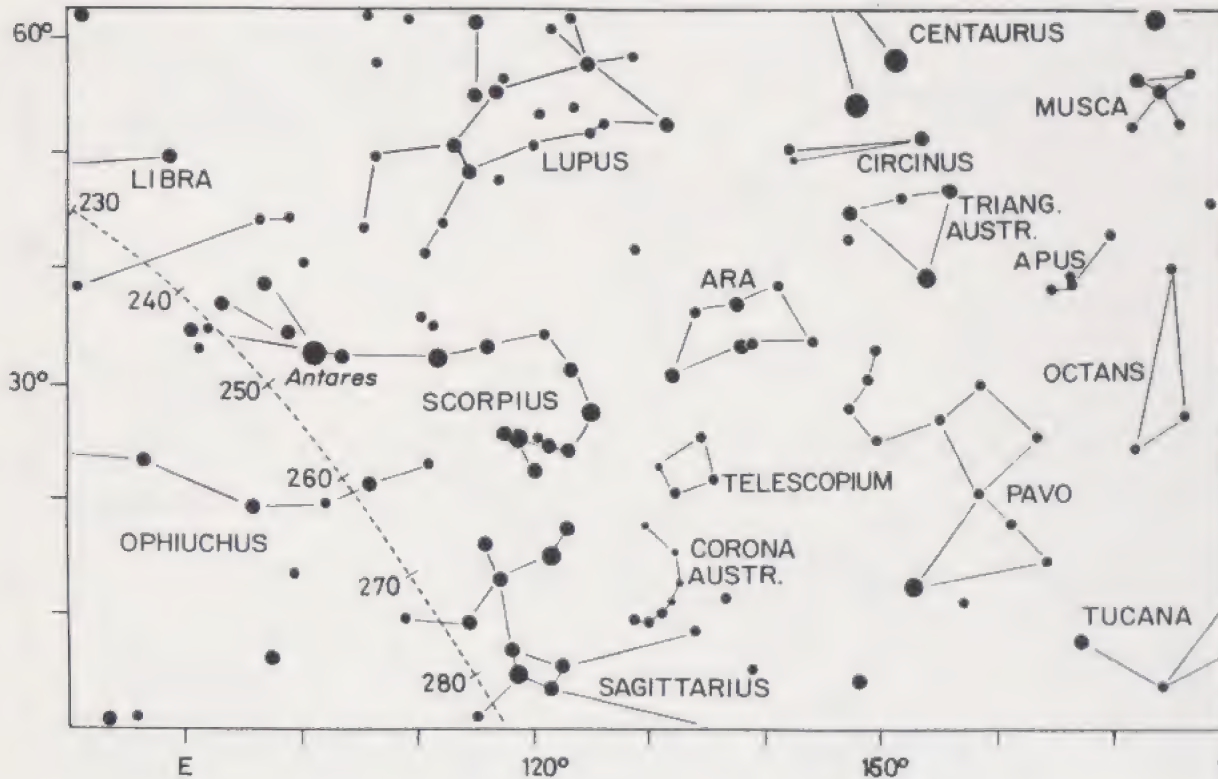 60°
CENTAURUS
MUSCA
LUPUS
CIRCINUS
LIBRA
230
TRIANG.
AUSTR.
APUS
ARA
240
Antares
30°
250
OCTANS
SCORPIUS
260
TELESCOPIUM
PAVO
OPHIUCHUS
CORONA
AUSTR.
270
TUCANA
280
SAGITTARIUS
E
120°
150°